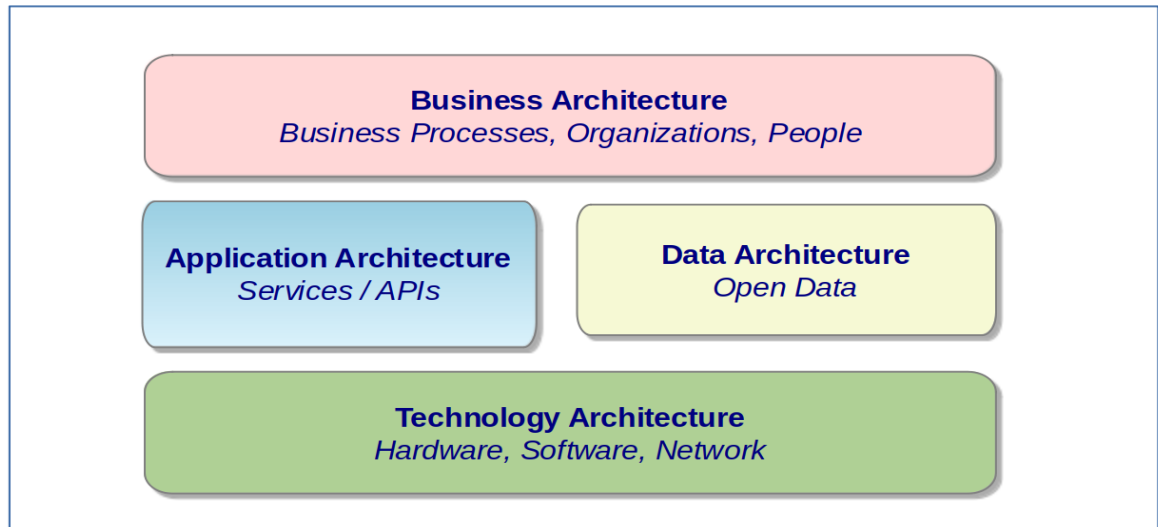 Business Architecture
Business Processes, Organizations, People
Application Architecture
Services / APIs
Data Architecture
Open Data
Technology Architecture
Hardware, Software, Network